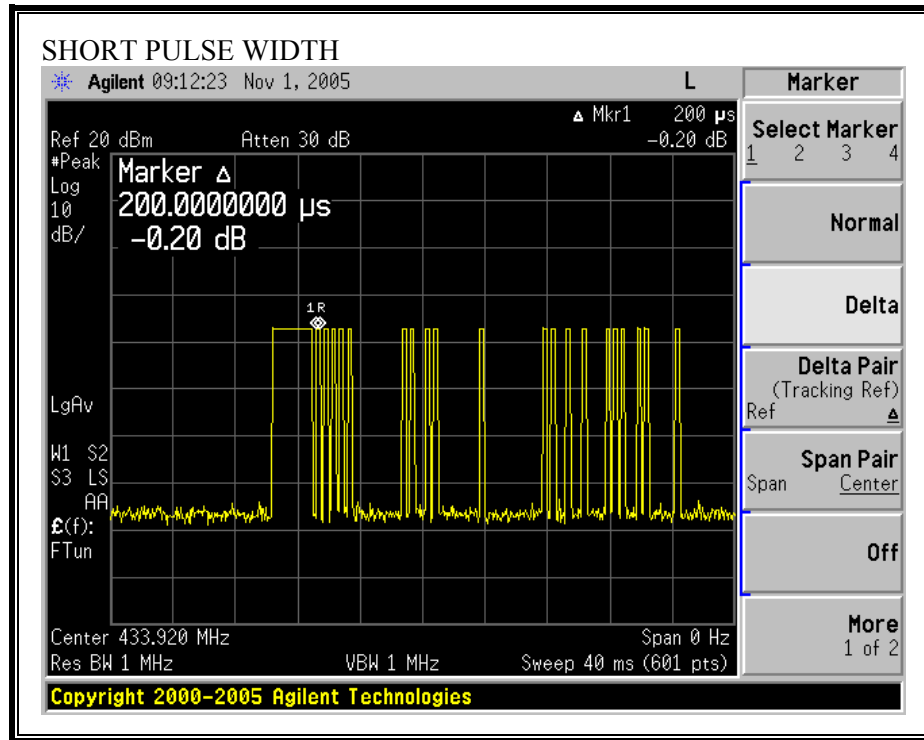 SHORT PULSE WIDTH
Agilent 09:12:23 Nov 1, 2005 L
Δ Mkr1 200 µs
Ref 20 dBm Atten 30 dB -0.20 dB
#Peak
Log
10
dB/
Marker Δ
200.0000000 µs
-0.20 dB
1R
LgAv
W1 S2
S3 LS
AA
£(f):
FTun
Center 433.920 MHz Span 0 Hz
Res BW 1 MHz VBW 1 MHz Sweep 40 ms (601 pts)
Copyright 2000-2005 Agilent Technologies
Marker
Select Marker
1 2 3 4
Normal
Delta
Delta Pair
(Tracking Ref)
Ref Δ
Span Pair
Span Center
Off
More
1 of 2